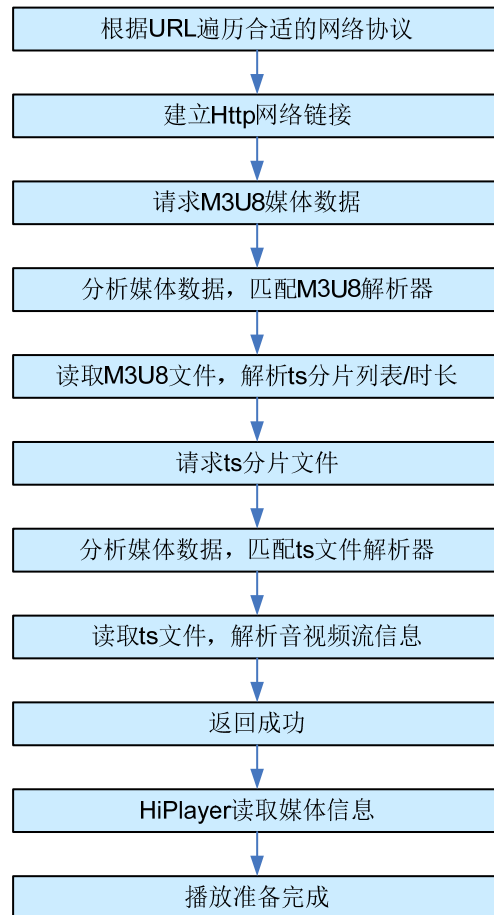 根据URL遍历合适的网络协议
建立Http网络链接
请求M3U8媒体数据
分析媒体数据，匹配M3U8解析器
读取M3U8文件，解析ts分片列表/时长
请求ts分片文件
分析媒体数据，匹配ts文件解析器
读取ts文件，解析音视频流信息
返回成功
HiPlayer读取媒体信息
播放准备完成